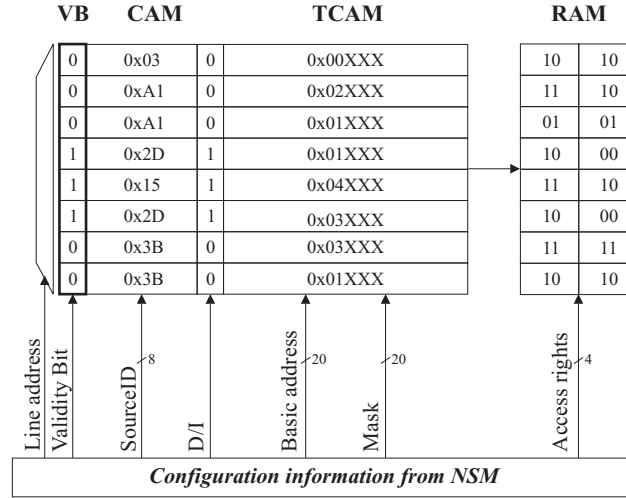 VB CAM TCAM RAM
0 0x03 0 0x00XXX 10 10
0 0xA1 0 0x02XXX 11 10
0 0xA1 0 0x01XXX 01 01
1 0x2D 1 0x01XXX 10 00
1 0x15 1 0x04XXX 11 10
1 0x2D 1 0x03XXX 10 00
0 0x3B 0 0x03XXX 11 11
0 0x3B 0 0x01XXX 10 10
Line address
Validity Bit
SourceID
8
D/I
Basic address
20
Mask
20
Access rights
4
Configuration information from NSM